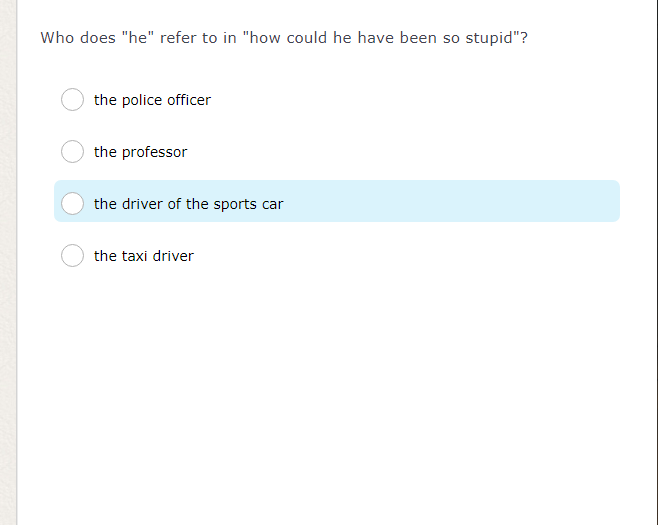 Who does "he" refer to in "how could he have been so stupid"?
the police officer
the professor
the driver of the sports car
the taxi driver